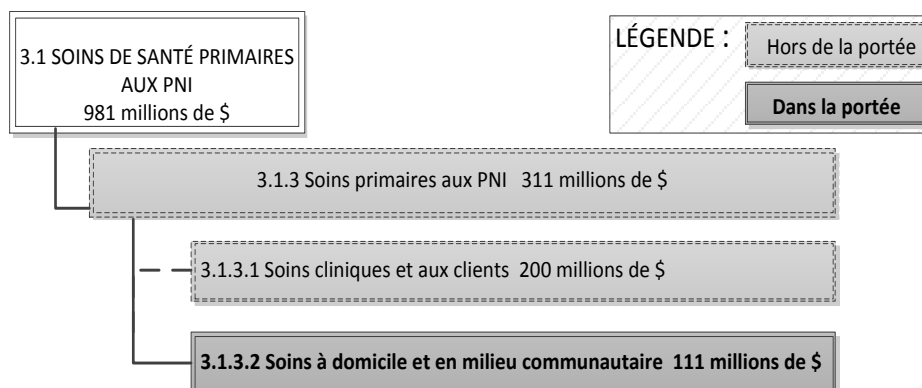 3.1 SOINS DE SANTÉ PRIMAIRES
AUX PNI
981 millions de $
LÉGENDE :
Hors de la portée
Dans la portée
3.1.3 Soins primaires aux PNI 311 millions de $
3.1.3.1 Soins cliniques et aux clients 200 millions de $
3.1.3.2 Soins à domicile et en milieu communautaire 111 millions de $